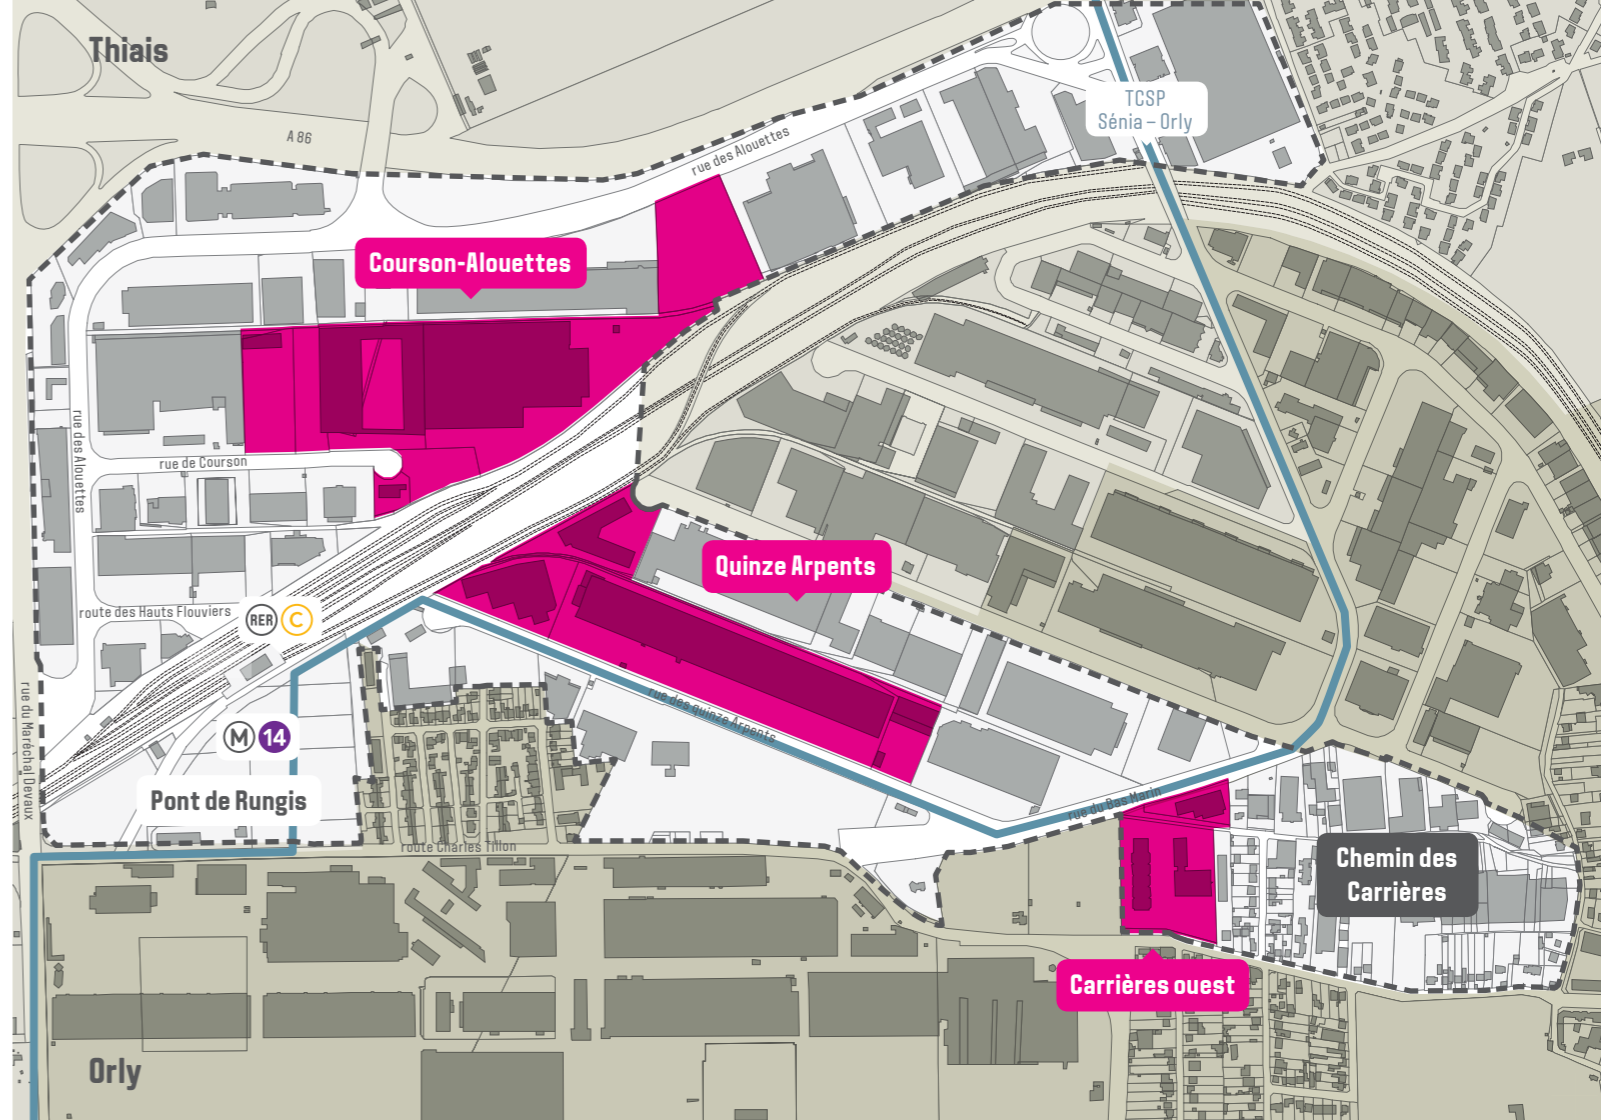 Thiais
A 86
rue des Alouettes
TCSP
Sénia – Orly
Courson-Alouettes
rue des Alouettes
rue de Courson
Quinze Arpents
route des Hauts Flouviers
RER C
rue du Maréchal Devaux
M 14
rue des quinze Arpents
Pont de Rungis
rue du Bas Marin
route Charles Tillon
Chemin des
Carrières
Carrières ouest
Orly